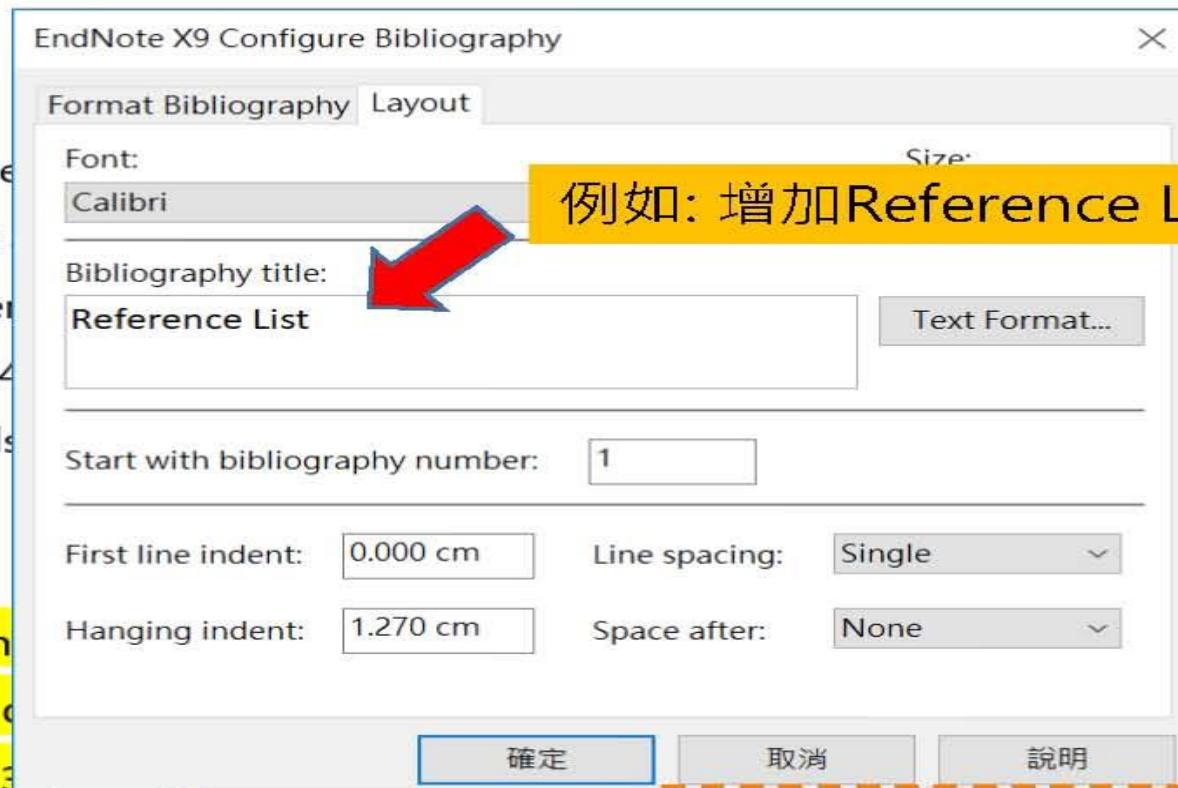 EndNote X9 Configure Bibliography
Format Bibliography Layout
Font: Size:
Calibri
例如: 增加Reference L
Bibliography title:
Reference List
Text Format...
Start with bibliography number: 1
First line indent: 0.000 cm Line spacing: Single
Hanging indent: 1.270 cm Space after: None
確定 取消 說明